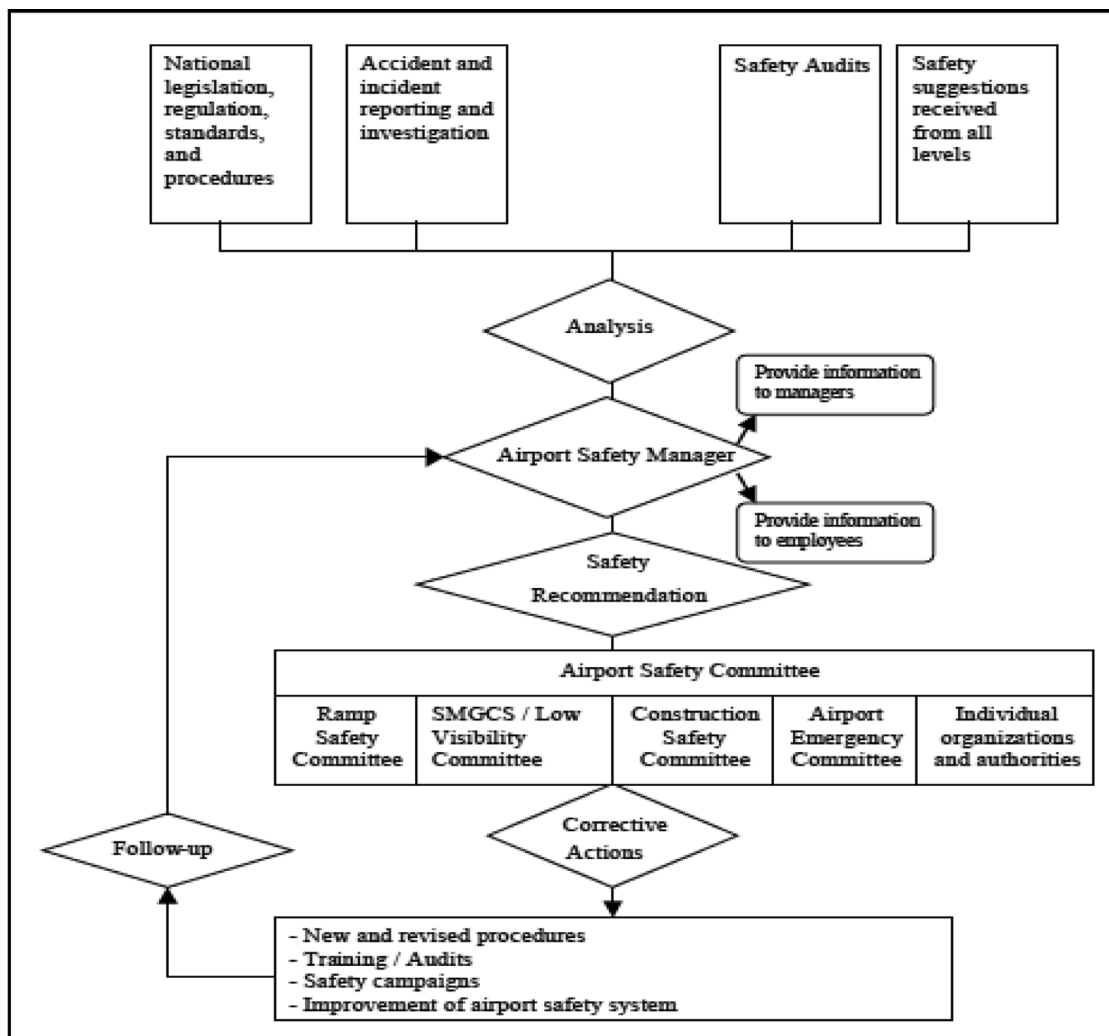 National
legislation,
regulation,
standards,
and
procedures
Accident and
incident
reporting and
investigation
Safety Audits
Safety
suggestions
received
from all
levels
Analysis
Provide information
to managers
Airport Safety Manager
Provide information
to employees
Safety
Recommendation
Airport Safety Committee
Ramp
Safety
Committee
SMGCS / Low
Visibility
Committee
Construction
Safety
Committee
Airport
Emergency
Committee
Individual
organizations
and authorities
Corrective
Actions
Follow-up
- New and revised procedures
- Training / Audits
- Safety campaigns
- Improvement of airport safety system